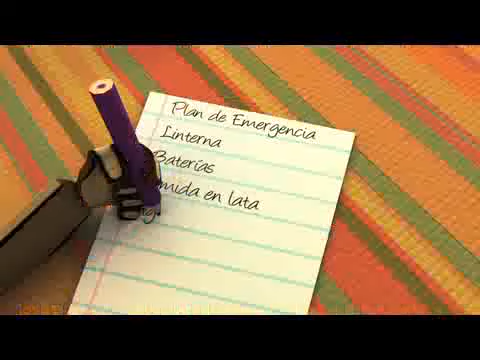 Plan de Emergencia
Linterna
Baterías
mida en lata